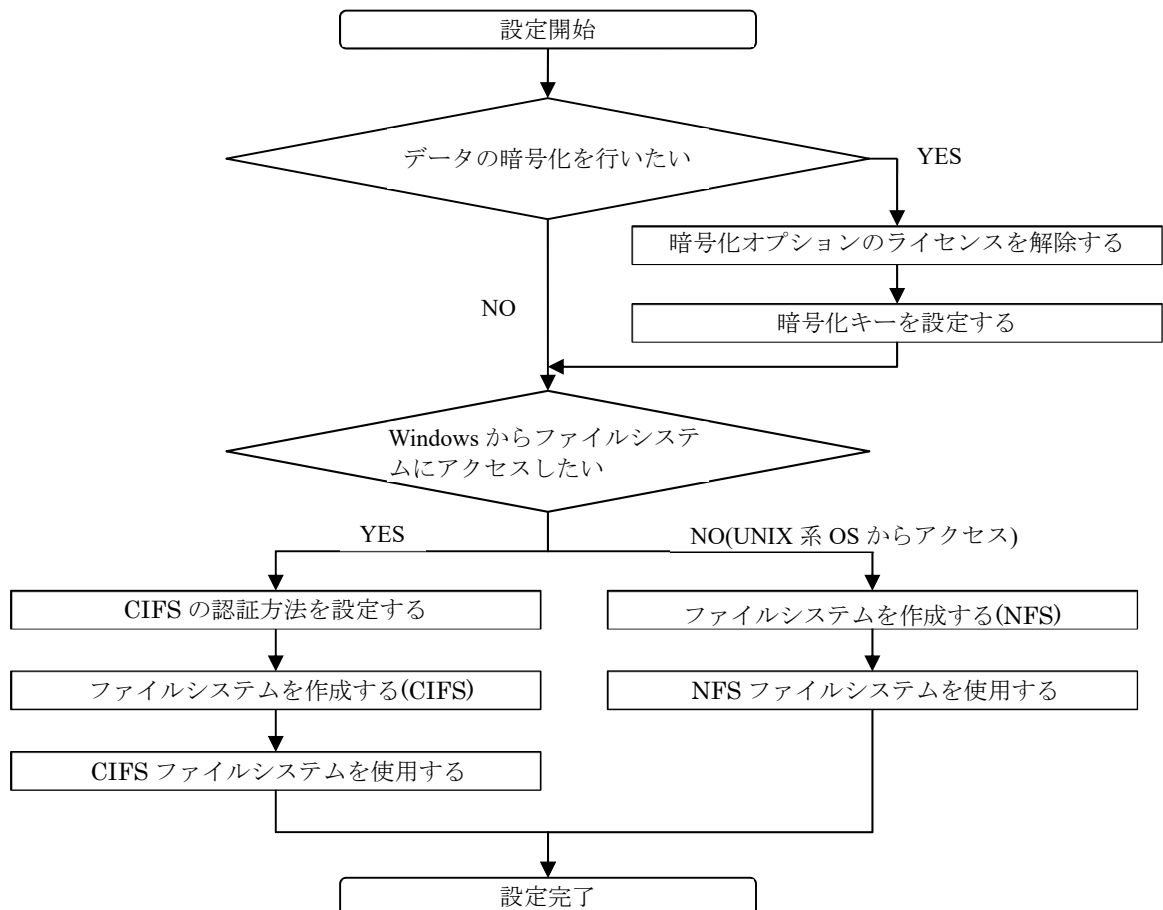 設定開始
データの暗号化を行いたい
YES
暗号化オプションのライセンスを解除する
NO
暗号化キーを設定する
Windows からファイルシステ
ムにアクセスしたい
YES
NO(UNIX 系 OS からアクセス)
CIFS の認証方法を設定する
ファイルシステムを作成する(NFS)
ファイルシステムを作成する(CIFS)
NFS ファイルシステムを使用する
CIFS ファイルシステムを使用する
設定完了